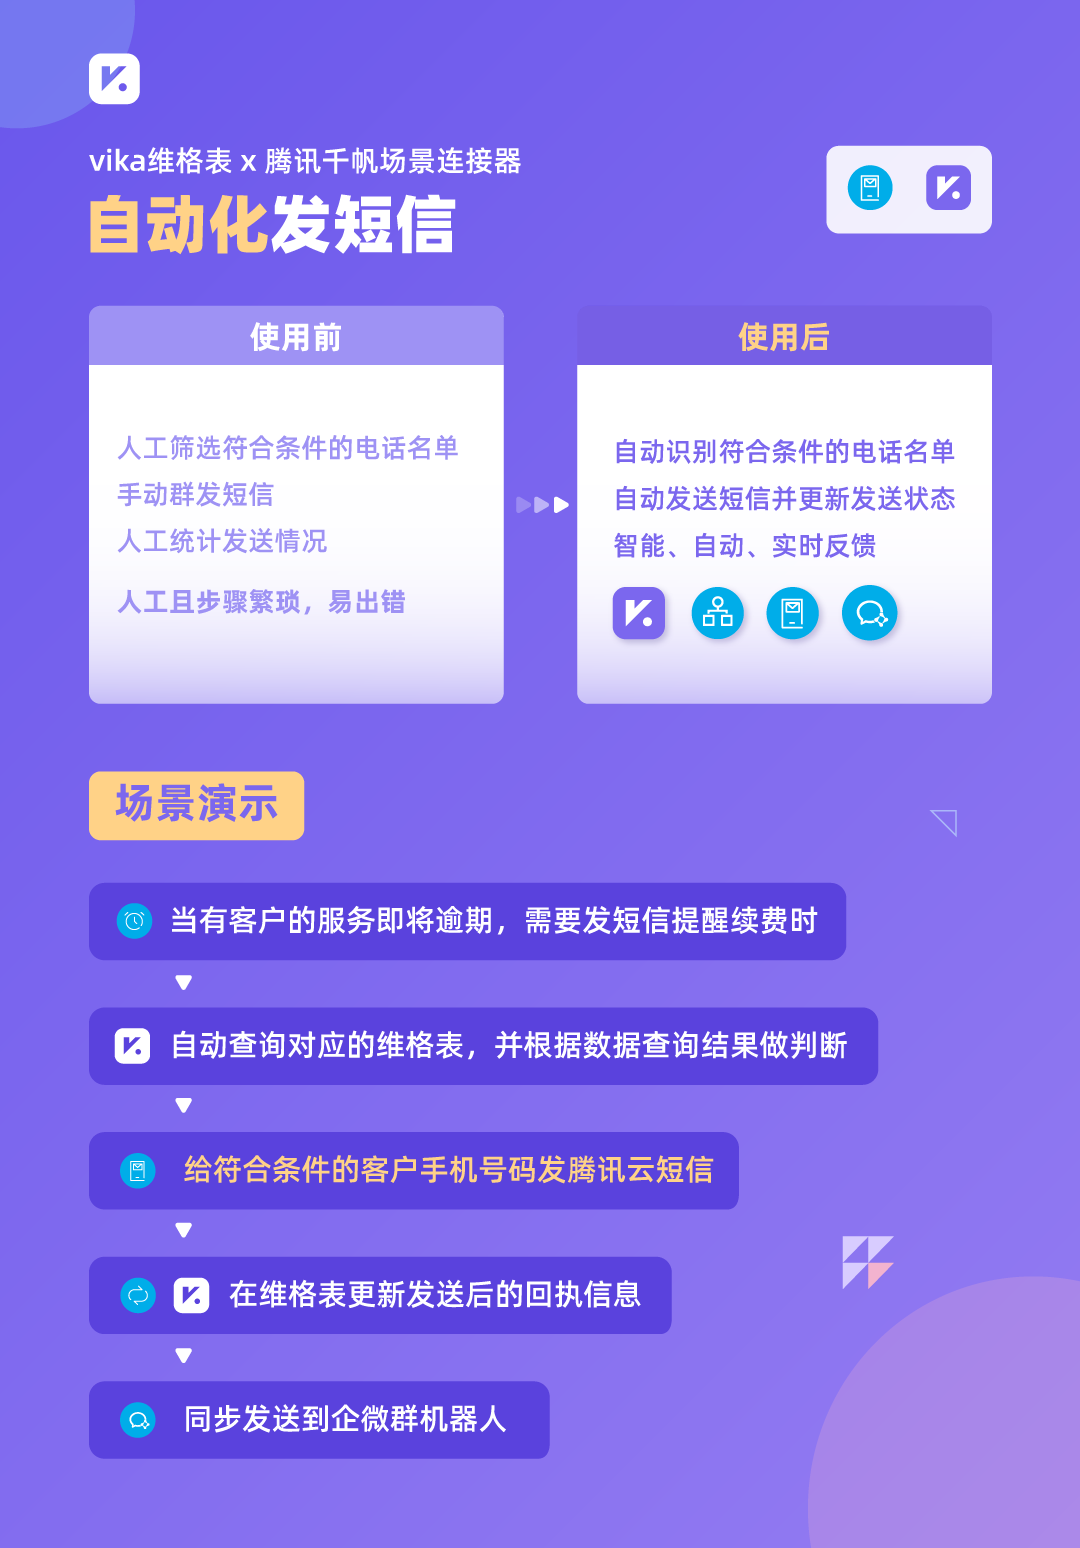 vika维格表 x 腾讯千帆场景连接器
自动化发短信
使用前
人工筛选符合条件的电话名单
手动群发短信
人工统计发送情况
人工且步骤繁琐，易出错
使用后
自动识别符合条件的电话名单
自动发送短信并更新发送状态
智能、自动、实时反馈
场景演示
当有客户的服务即将逾期，需要发短信提醒续费时
自动查询对应的维格表，并根据数据查询结果做判断
给符合条件的客户手机号码发腾讯云短信
在维格表更新发送后的回执信息
同步发送到企微群机器人